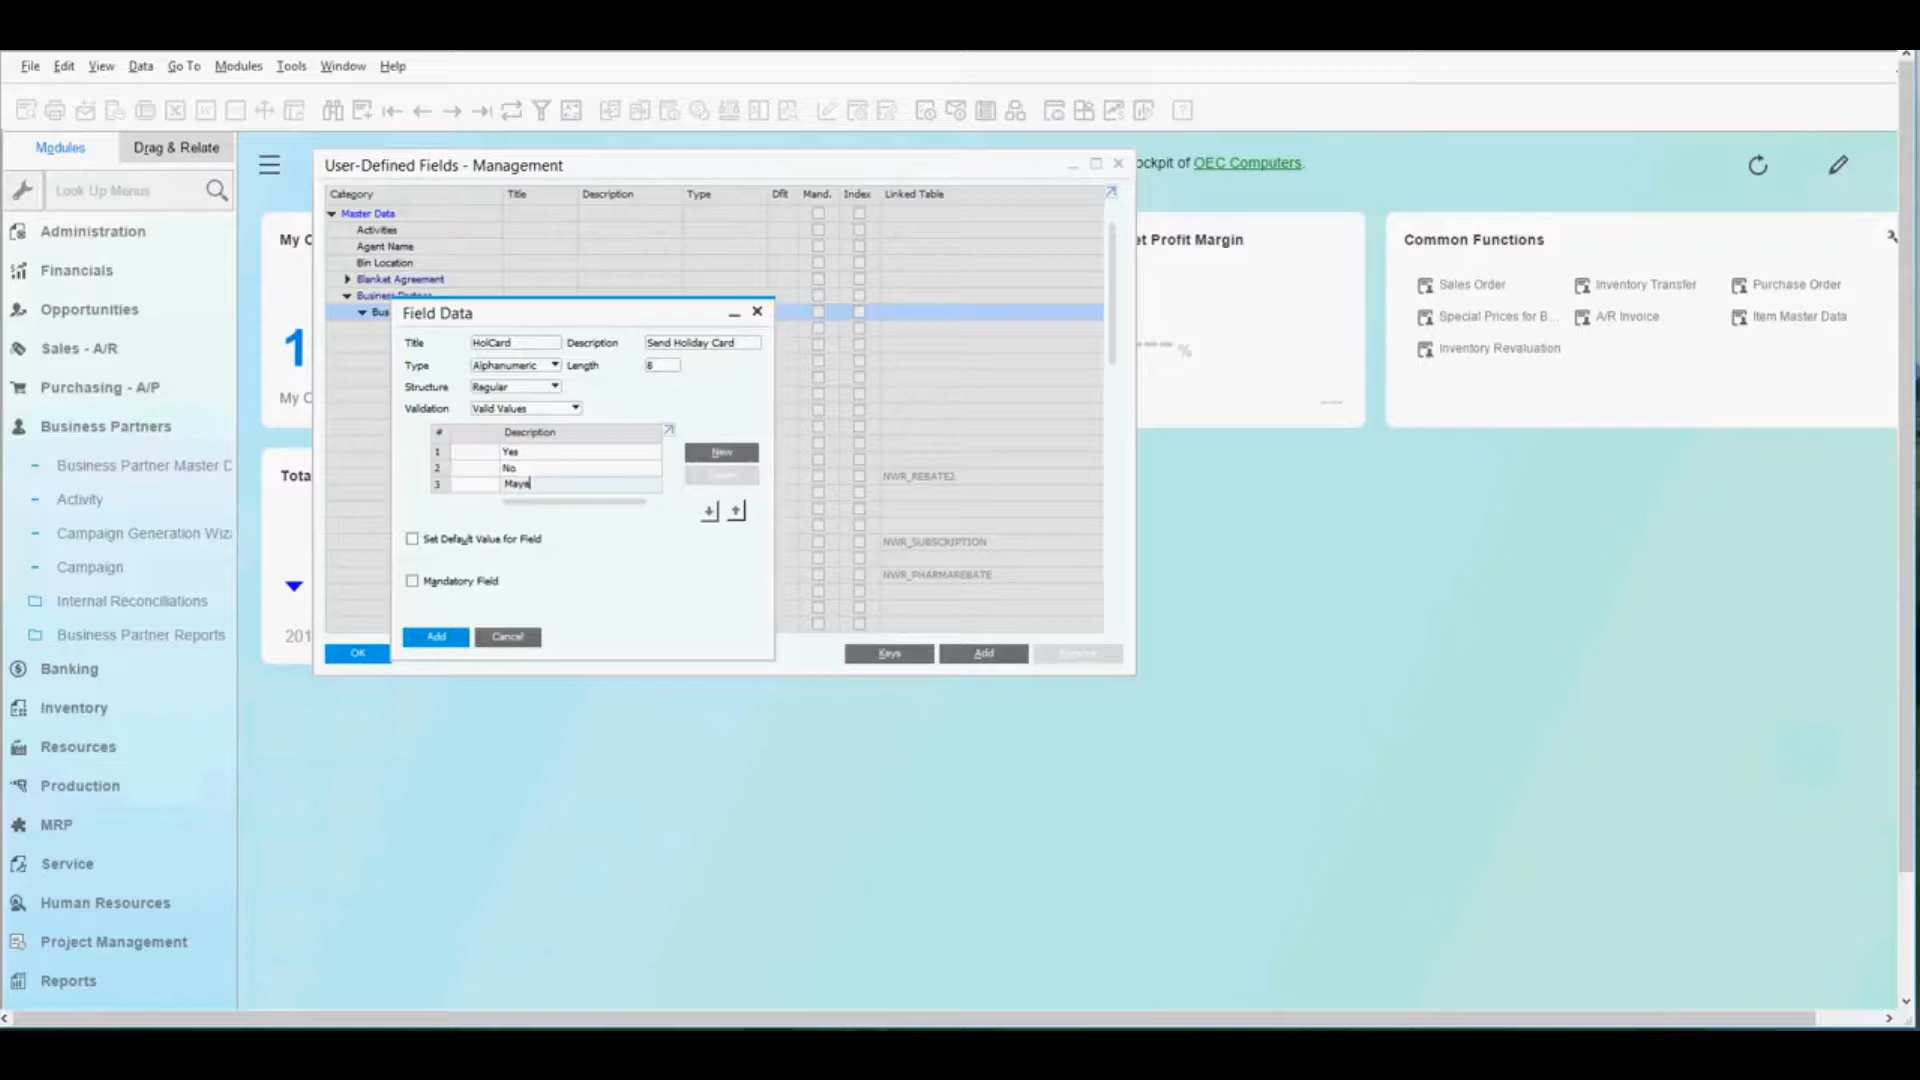 File Edit View Data Go To Modules Tools Window Help
Modules Drag & Relate
Look Up Menus
Administration
Financials
Opportunities
Sales - A/R
Purchasing - A/P
Business Partners
Business Partner Master D
Activity
Campaign Generation Wiz
Campaign
Internal Reconciliations
Business Partner Reports
Banking
Inventory
Resources
Production
MRP
Service
Human Resources
Project Management
Reports
ockpit of OEC Computers.
My C
1
My C
Tota
201
User-Defined Fields - Management
Category Title Description Type Dflt Mand. Index Linked Table
Master Data
Activities
Agent Name
Bin Location
Blanket Agreement
Business Partner
Bus
NWR_REBATE2
NWR_SUBSCRIPTION
NWR_PHARMAREBATE
OK Keys Add
Field Data
Title HolCard Description Send Holiday Card
Type Alphanumeric Length 8
Structure Regular
Validation Valid Values
# Description
1 Yes
2 No
3 Maye
New
Set Default Value for Field
Mandatory Field
Add Cancel
et Profit Margin
%
Common Functions
Sales Order Inventory Transfer Purchase Order
Special Prices for B... A/R Invoice Item Master Data
Inventory Revaluation